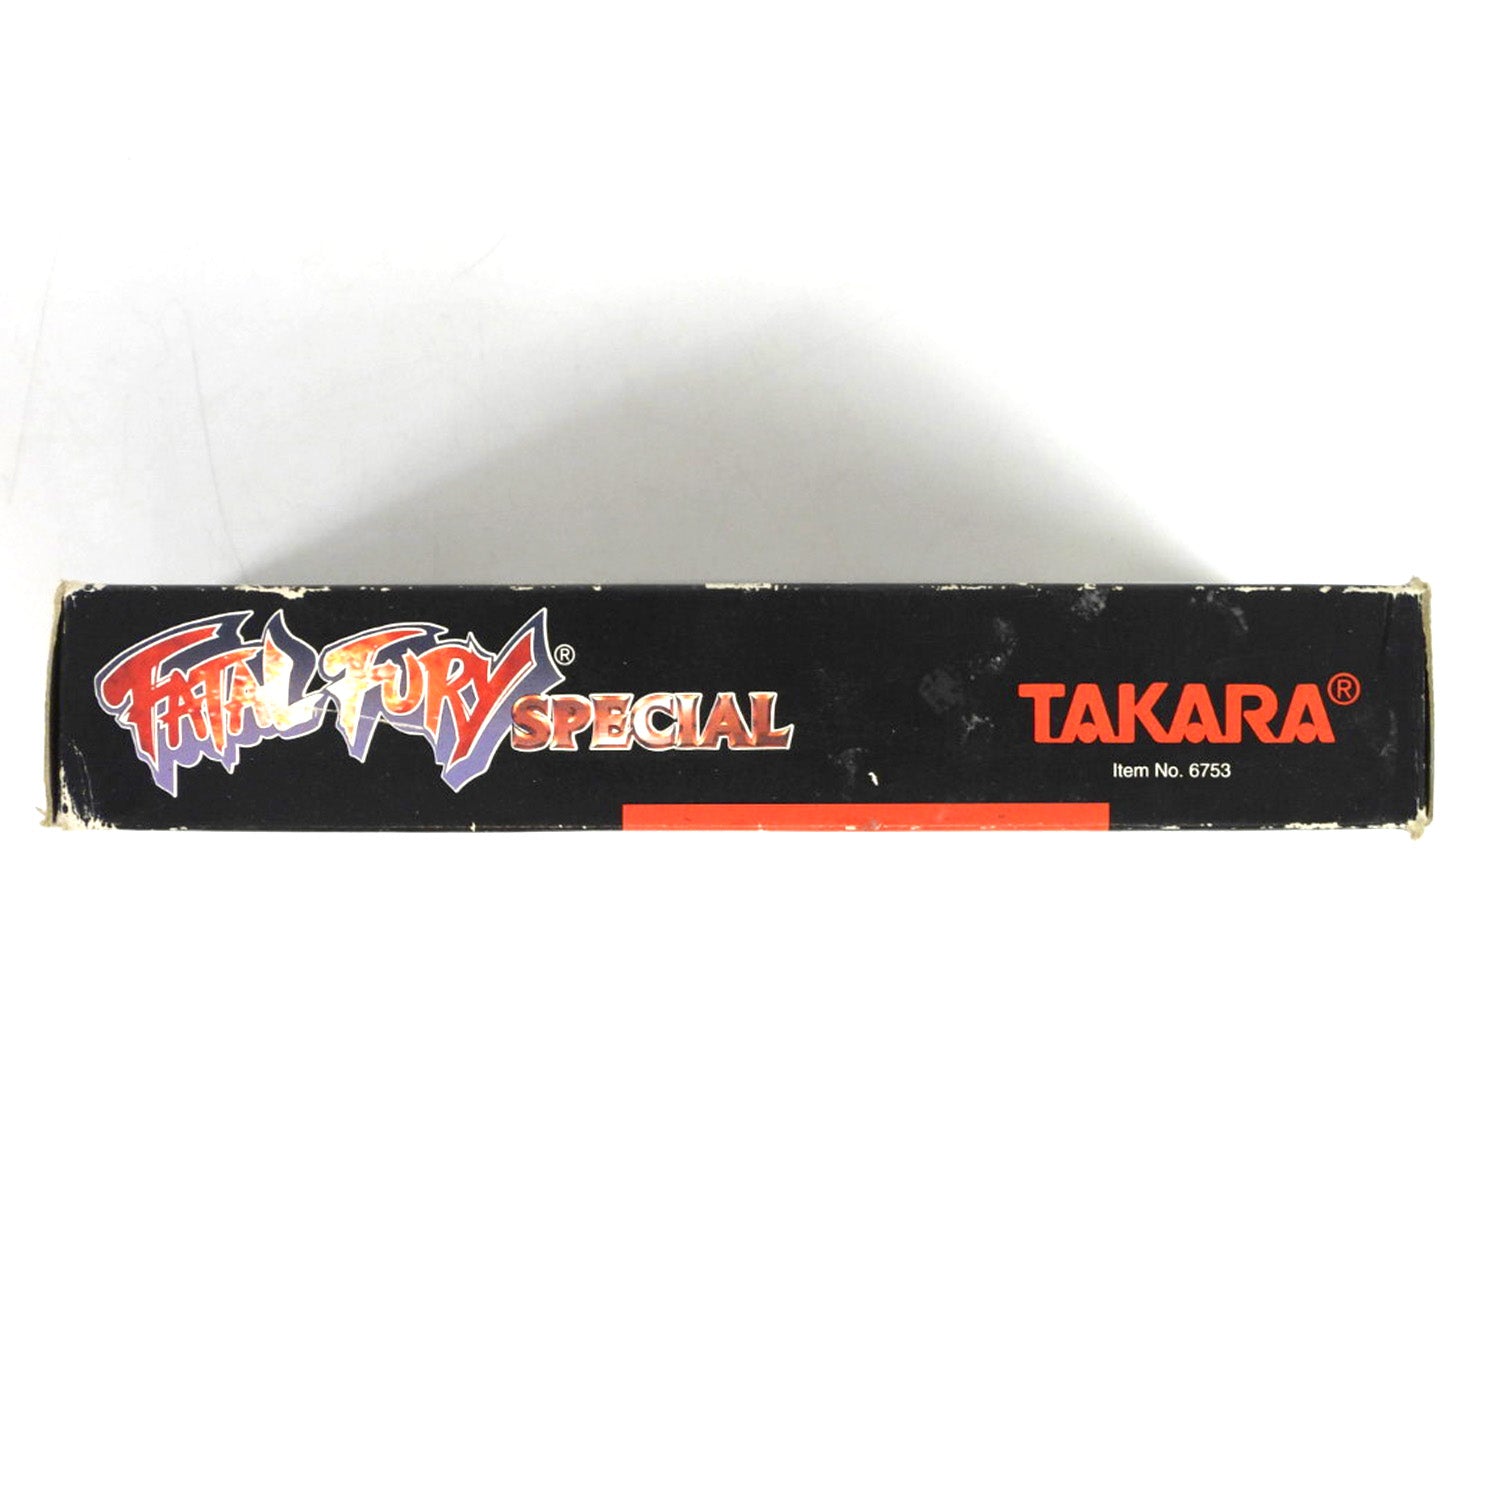 FATAL FURY® SPECIAL
TAKARA®
Item No. 6753